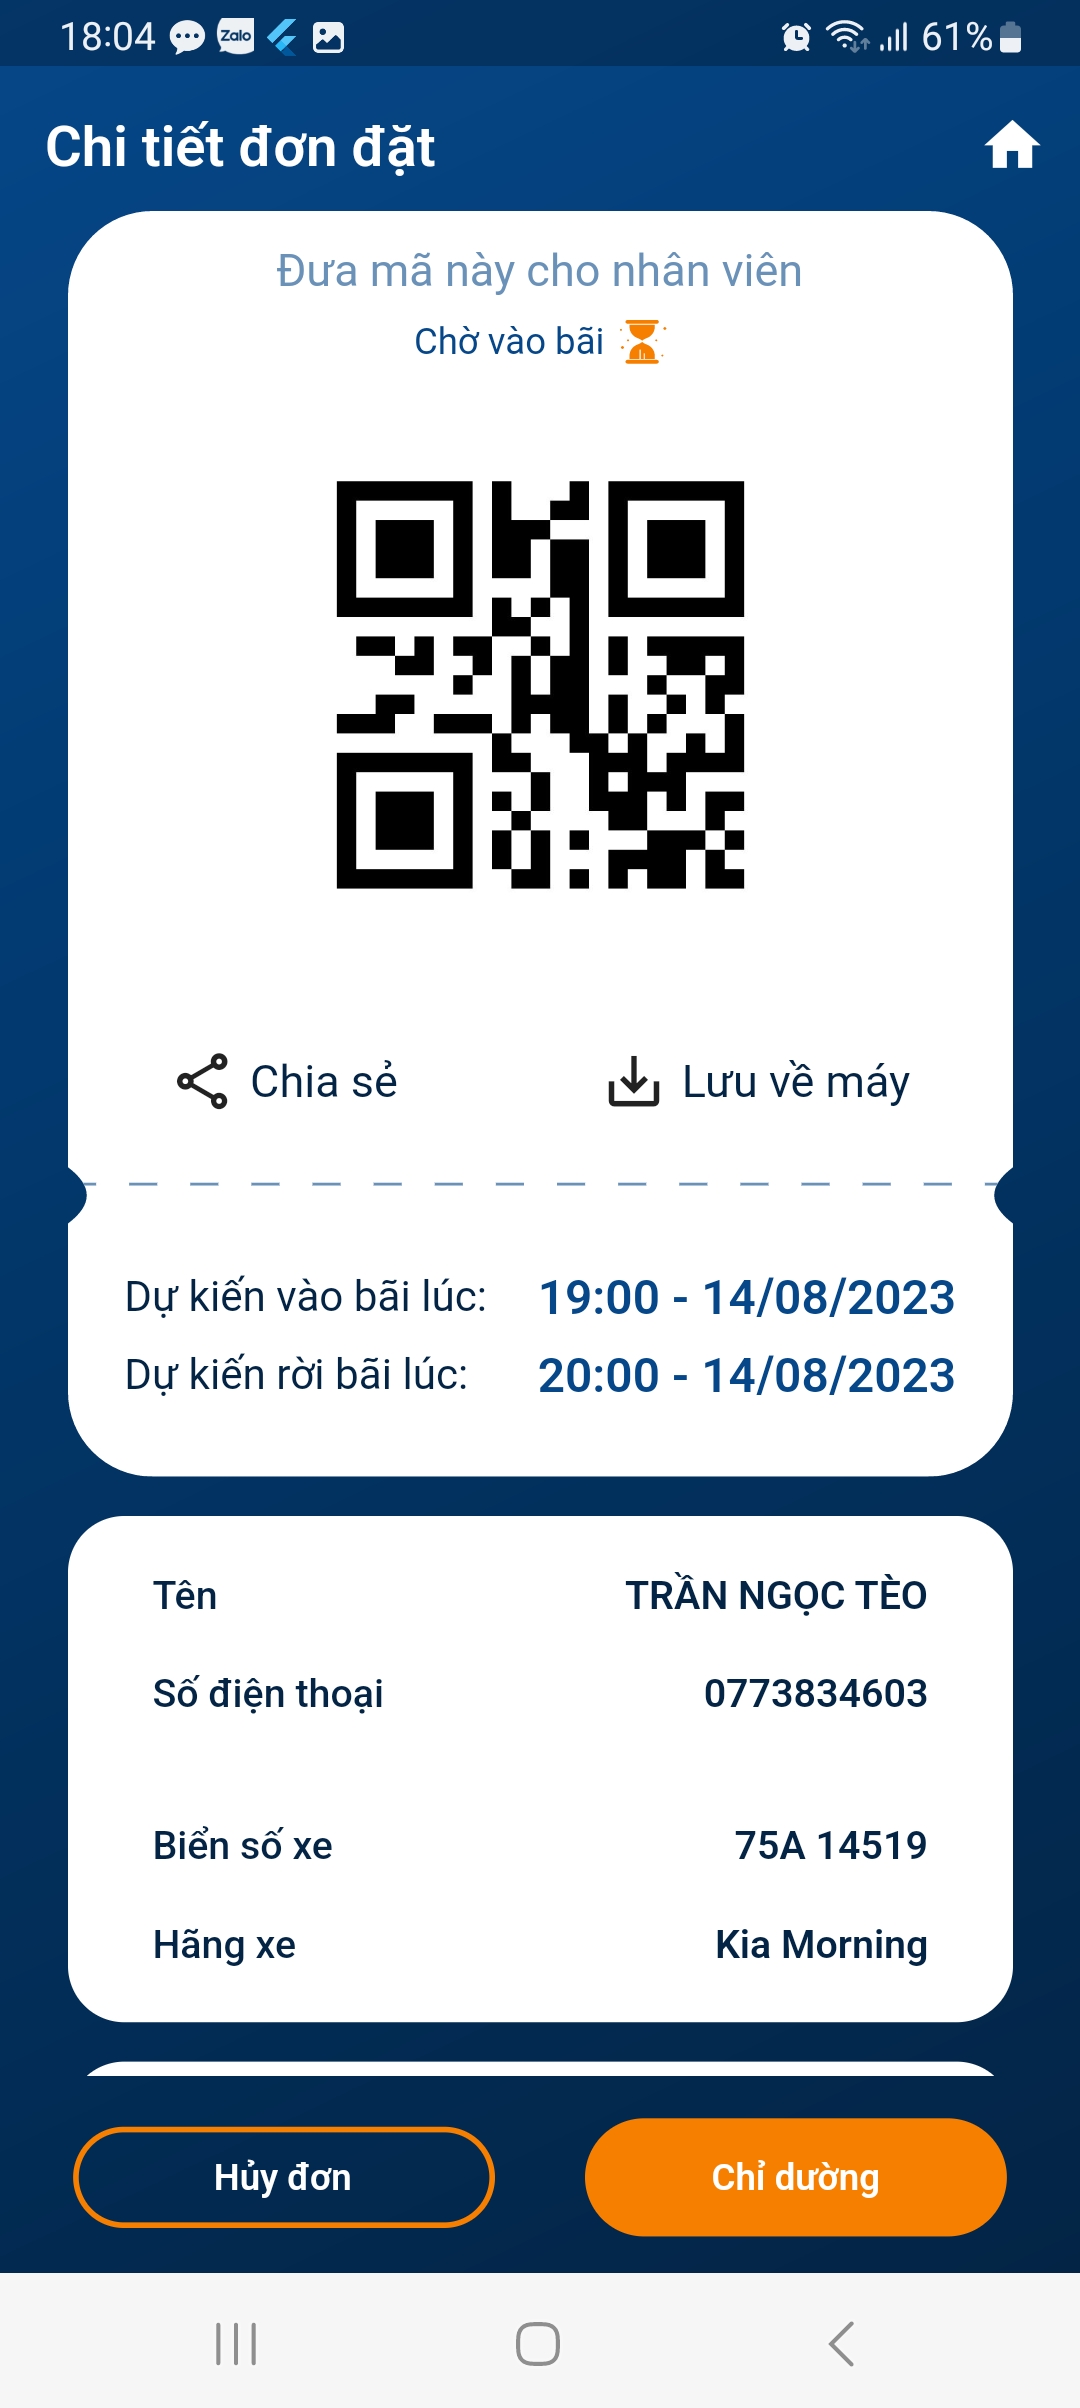 18:04
Zalo
61%
Chi tiết đơn đặt
Đưa mã này cho nhân viên
Chờ vào bãi
Chia sẻ
Lưu về máy
Dự kiến vào bãi lúc: 19:00 - 14/08/2023
Dự kiến rời bãi lúc: 20:00 - 14/08/2023
Tên TRẦN NGỌC TÈO
Số điện thoại 0773834603
Biển số xe 75A 14519
Hãng xe Kia Morning
Hủy đơn
Chỉ dường